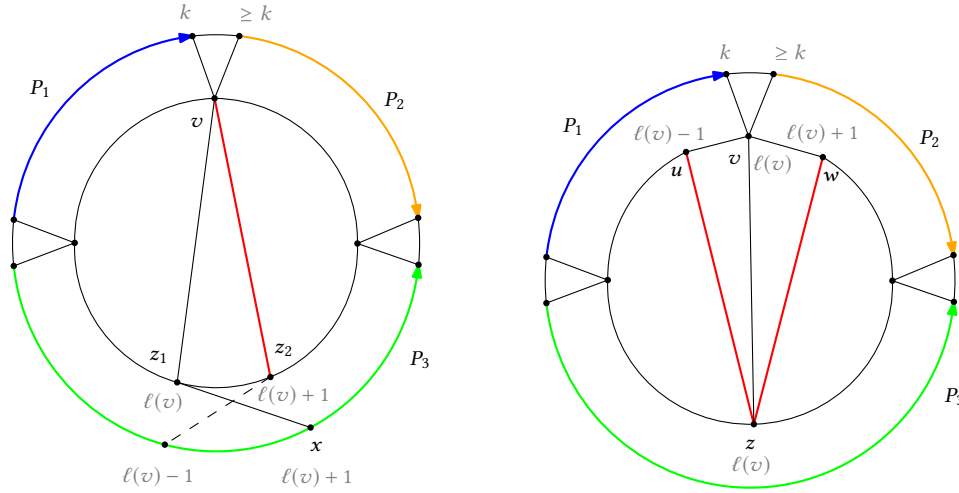 k ≥ k
P₁
P₂
v
z₁ z₂
P₃
ℓ(v) ℓ(v) + 1
x
ℓ(v) − 1 ℓ(v) + 1
k ≥ k
P₁
ℓ(v) − 1 ℓ(v) + 1
P₂
u v ℓ(v) w
z
ℓ(v)